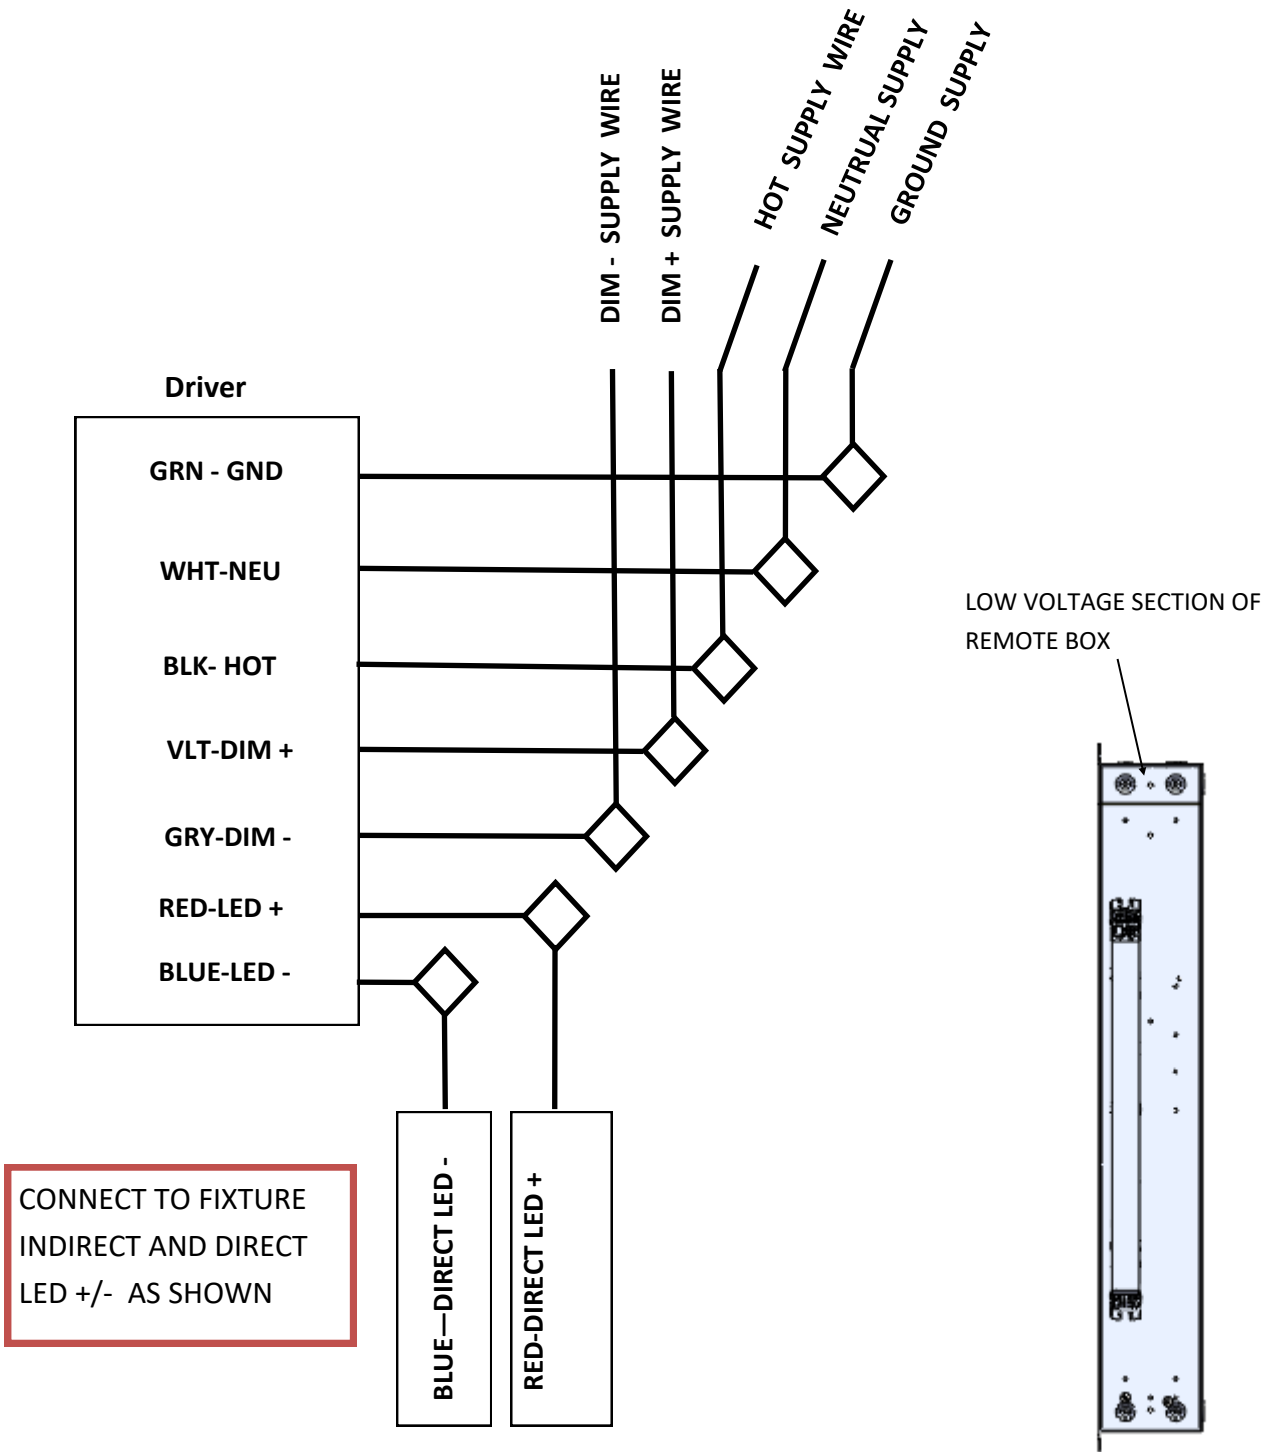 DIM - SUPPLY WIRE
DIM + SUPPLY WIRE
HOT SUPPLY WIRE
NEUTRUAL SUPPLY
GROUND SUPPLY
Driver
GRN - GND
WHT-NEU
BLK- HOT
VLT-DIM +
GRY-DIM -
RED-LED +
BLUE-LED -
LOW VOLTAGE SECTION OF
REMOTE BOX
CONNECT TO FIXTURE
INDIRECT AND DIRECT
LED +/- AS SHOWN
BLUE—DIRECT LED -
RED-DIRECT LED +